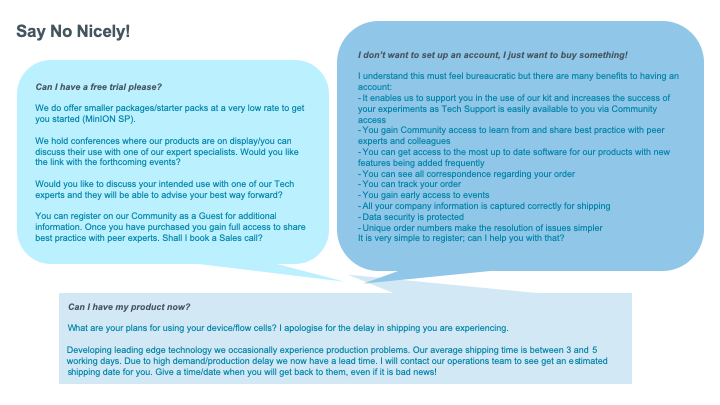 Say No Nicely!
Can I have a free trial please?
We do offer smaller packages/starter packs at a very low rate to get
you started (MinION SP).
We hold conferences where our products are on display/you can
discuss their use with one of our expert specialists. Would you like
the link with the forthcoming events?
Would you like to discuss your intended use with one of our Tech
experts and they will be able to advise your best way forward?
You can register on our Community as a Guest for additional
information. Once you have purchased you gain full access to share
best practice with peer experts. Shall I book a Sales call?
I don't want to set up an account, I just want to buy something!
I understand this must feel bureaucratic but there are many benefits to having an
account:
- It enables us to support you in the use of our kit and increases the success of
your experiments as Tech Support is easily available to you via Community
access
- You gain Community access to learn from and share best practice with peer
experts and colleagues
- You can get access to the most up to date software for our products with new
features being added frequently
- You can see all correspondence regarding your order
- You can track your order
- You gain early access to events
- All your company information is captured correctly for shipping
- Data security is protected
- Unique order numbers make the resolution of issues simpler
It is very simple to register; can I help you with that?
Can I have my product now?
What are your plans for using your device/flow cells? I apologise for the delay in shipping you are experiencing.
Developing leading edge technology we occasionally experience production problems. Our average shipping time is between 3 and 5
working days. Due to high demand/production delay we now have a lead time. I will contact our operations team to see get an estimated
shipping date for you. Give a time/date when you will get back to them, even if it is bad news!